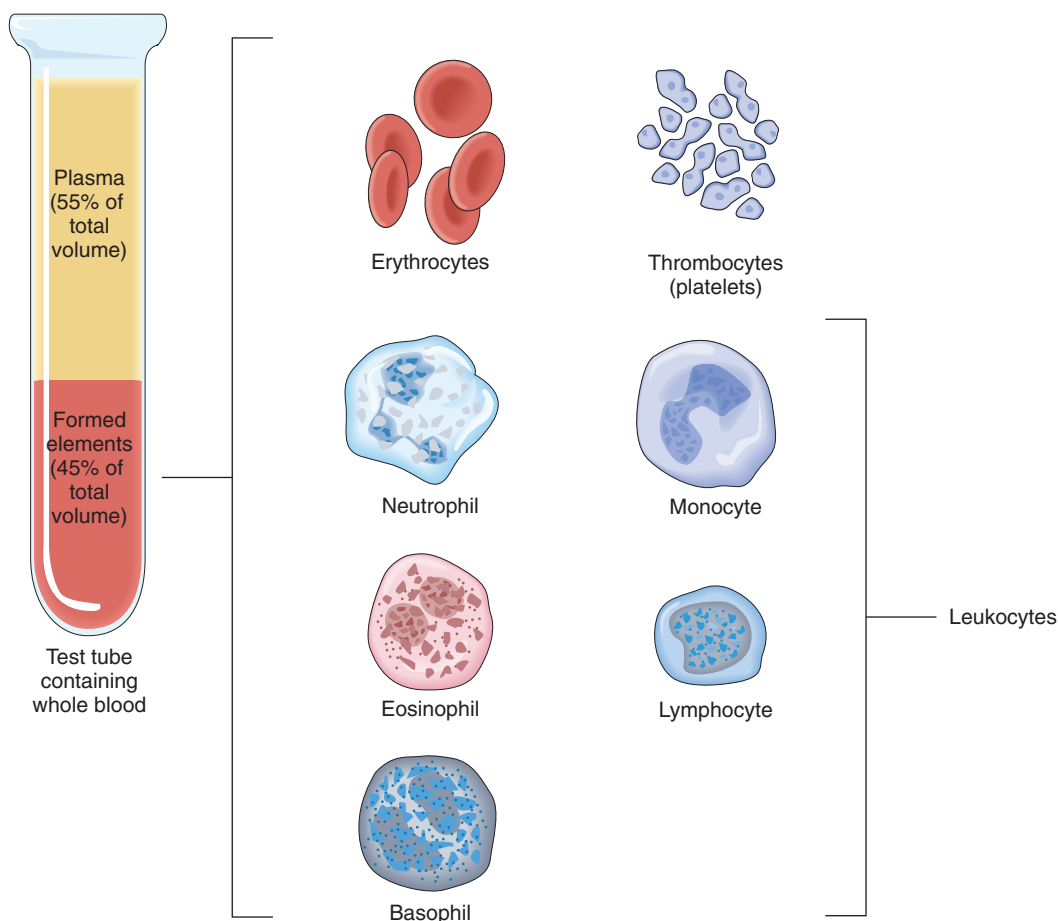 Plasma
(55% of
total
volume)
Formed
elements
(45% of
total
volume)
Test tube
containing
whole blood
Erythrocytes
Thrombocytes
(platelets)
Neutrophil
Monocyte
Eosinophil
Lymphocyte
Basophil
Leukocytes